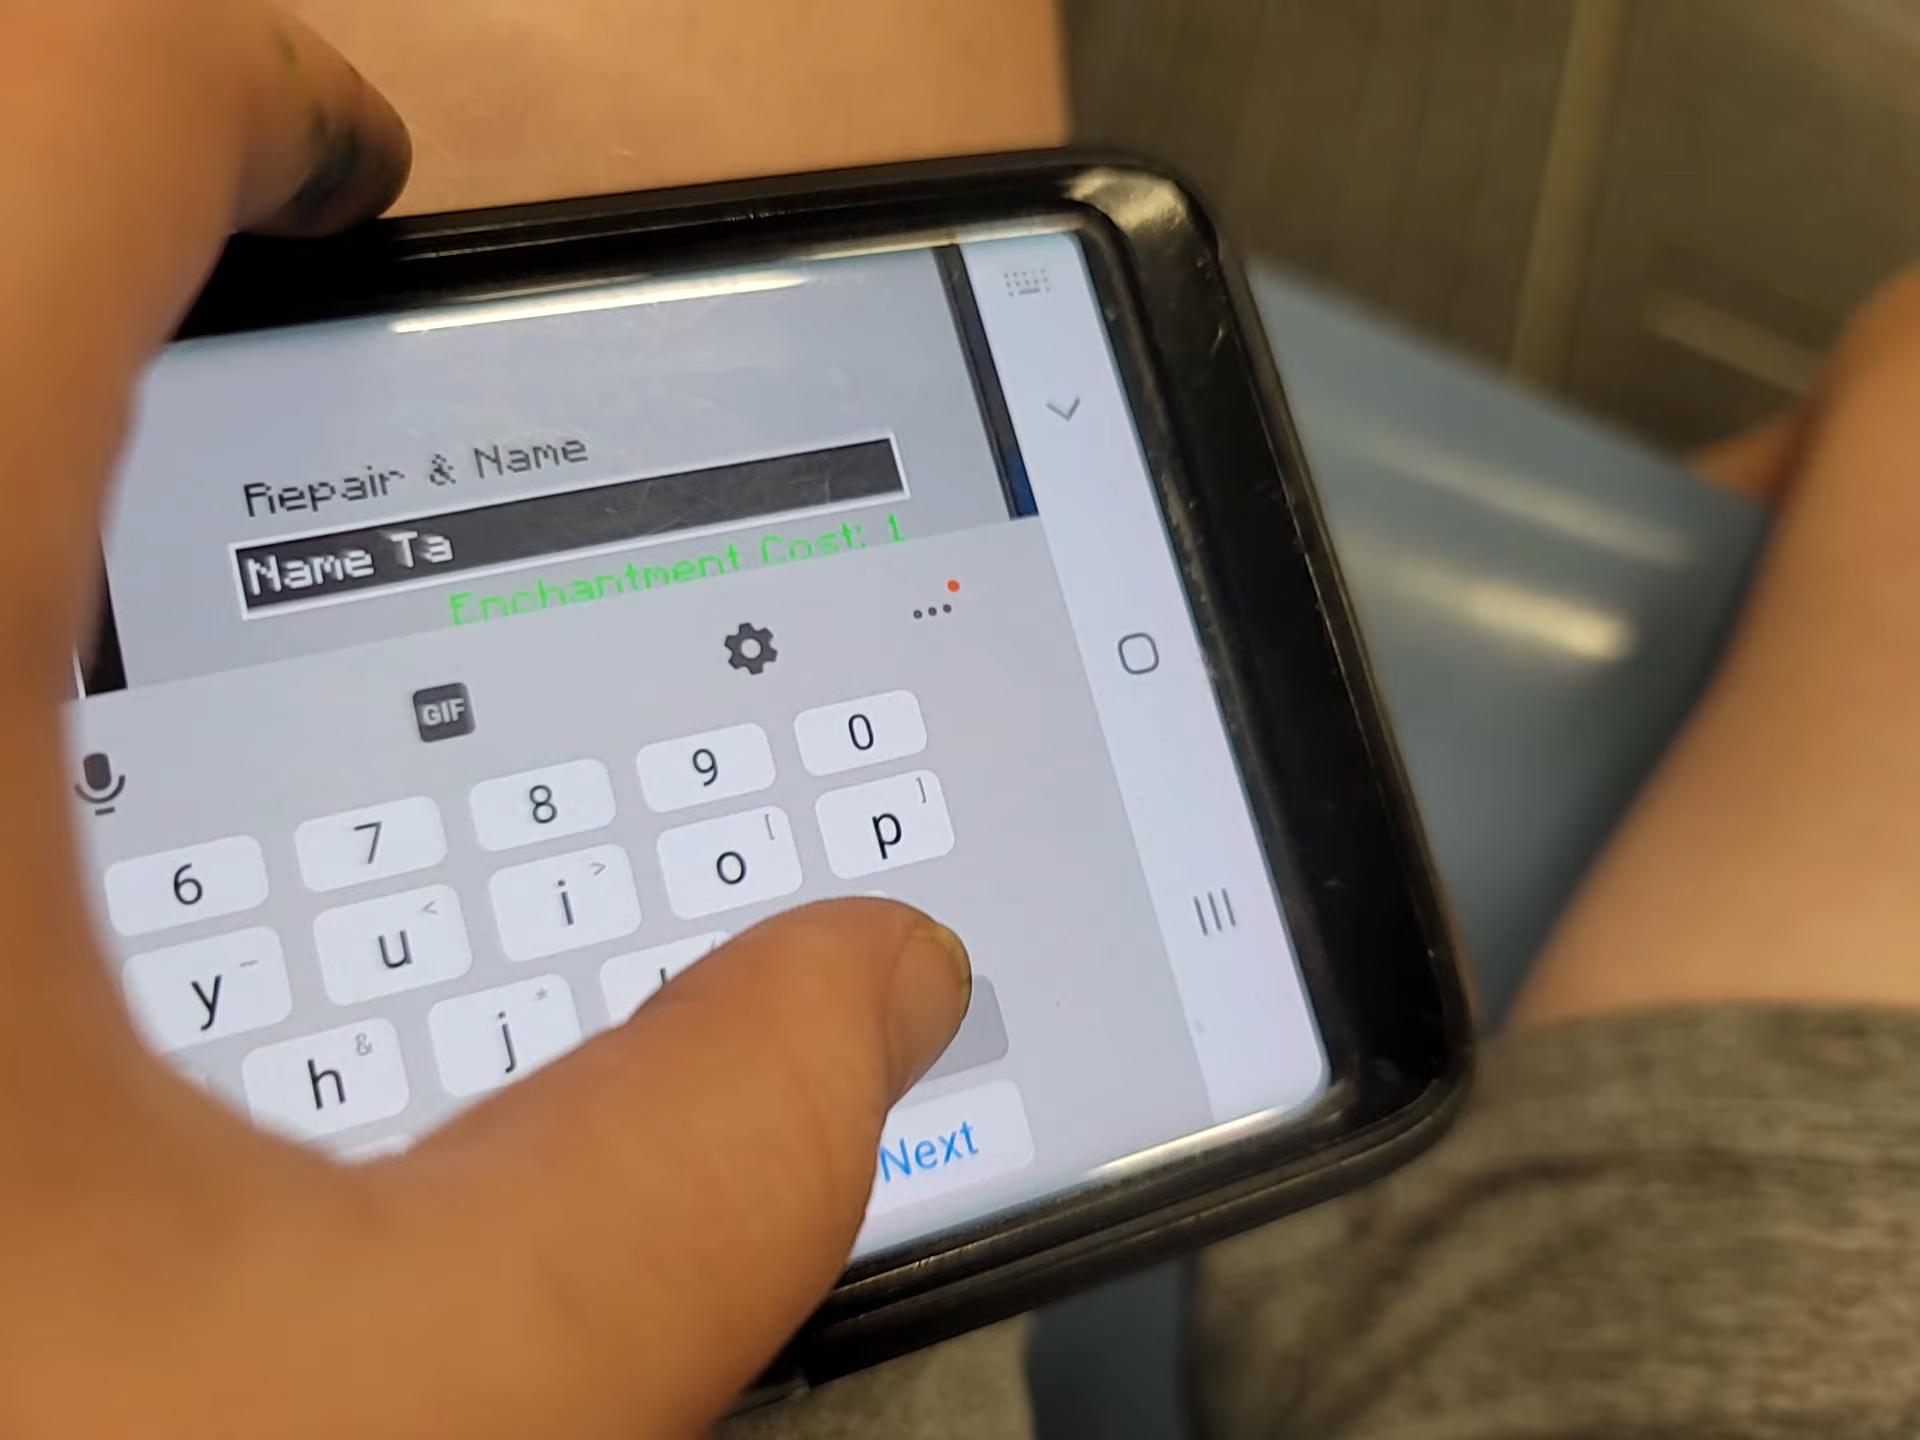 Repair & Name
Name Ta
Enchantment Cost: 1
GIF
6 7 8 9 0
y u i o p
– < > [ ]
h j
& *
Next